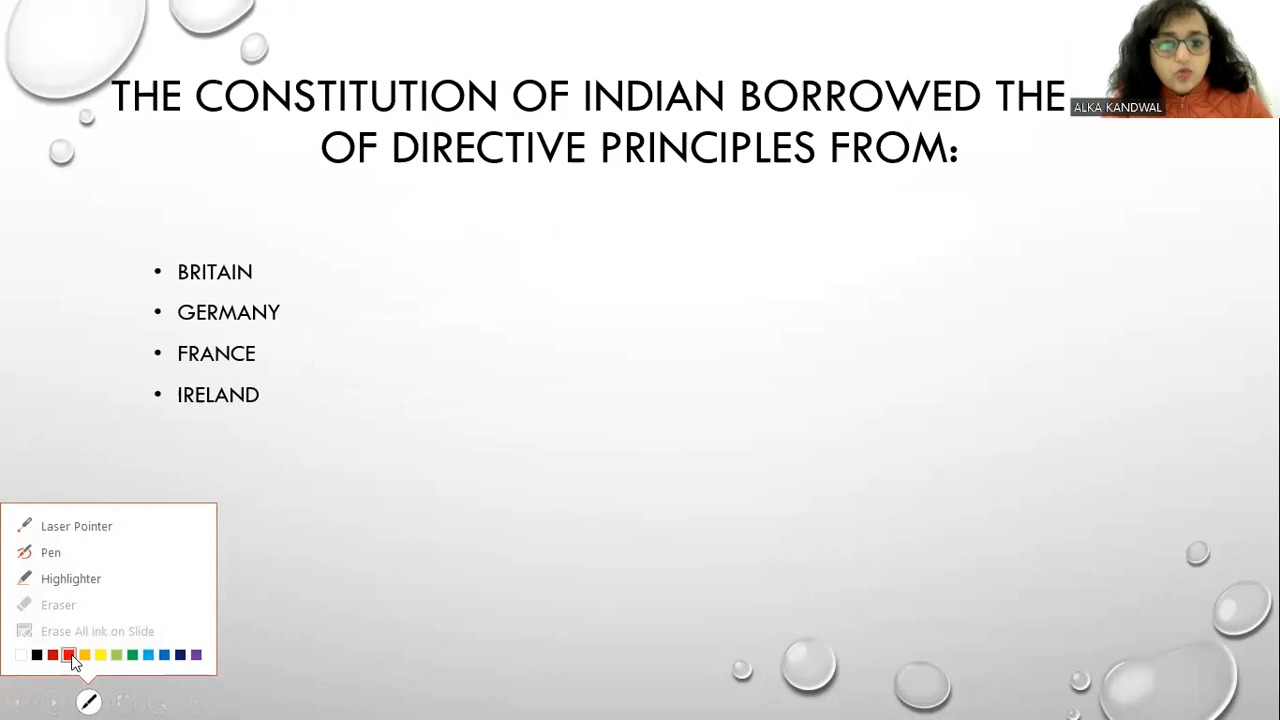 THE CONSTITUTION OF INDIAN BORROWED THE
OF DIRECTIVE PRINCIPLES FROM:
ALKA KANDWAL
• BRITAIN
• GERMANY
• FRANCE
• IRELAND
Laser Pointer
Pen
Highlighter
Eraser
Erase All Ink on Slide